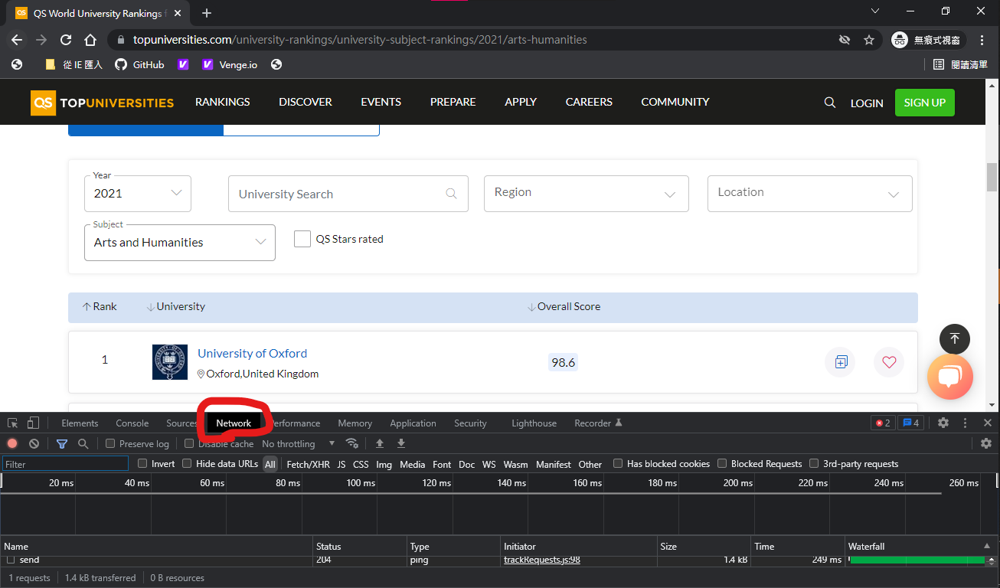 QS World University Rankings f
topuniversities.com/university-rankings/university-subject-rankings/2021/arts-humanities
無痕式視窗
從 IE 匯入
GitHub
Venge.io
閱讀清單
QS TOPUNIVERSITIES
RANKINGS
DISCOVER
EVENTS
PREPARE
APPLY
CAREERS
COMMUNITY
LOGIN
SIGN UP
Year
2021
University Search
Region
Location
Subject
Arts and Humanities
QS Stars rated
Rank
University
Overall Score
1
University of Oxford
98.6
Oxford,United Kingdom
Elements
Console
Sources
Network
erformance
Memory
Application
Security
Lighthouse
Recorder
2
4
Preserve log
Disable cache
No throttling
Filter
Invert
Hide data URLs
All
Fetch/XHR
JS
CSS
Img
Media
Font
Doc
WS
Wasm
Manifest
Other
Has blocked cookies
Blocked Requests
3rd-party requests
20 ms
40 ms
60 ms
80 ms
100 ms
120 ms
140 ms
160 ms
180 ms
200 ms
220 ms
240 ms
260 ms
Name
Status
Type
Initiator
Size
Time
Waterfall
send
204
ping
trackRequests.js:98
1.4 kB
249 ms
1 requests
1.4 kB transferred
0 B resources